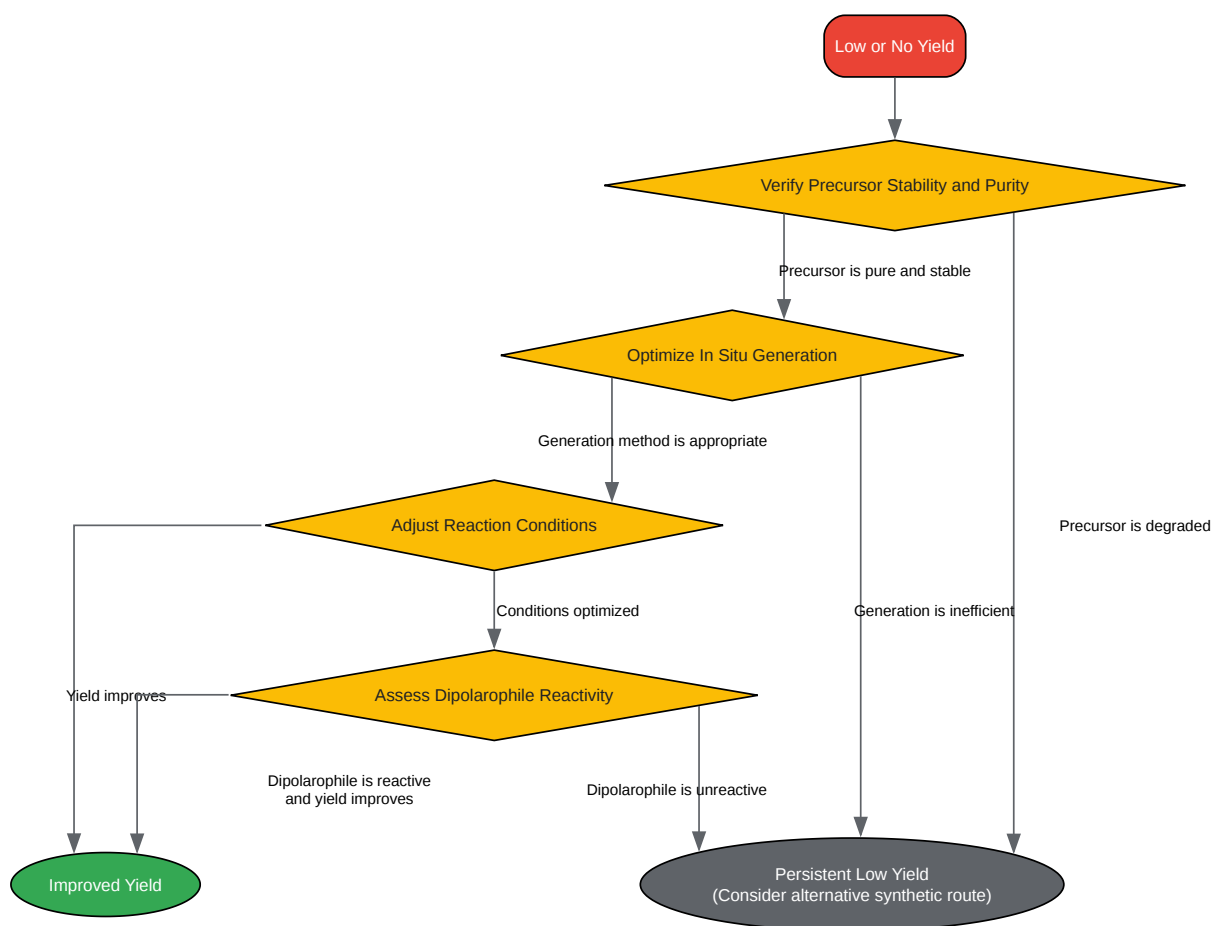 Low or No Yield
Verify Precursor Stability and Purity
Precursor is pure and stable
Optimize In Situ Generation
Generation method is appropriate
Adjust Reaction Conditions
Precursor is degraded
Conditions optimized
Generation is inefficient
Yield improves
Assess Dipolarophile Reactivity
Dipolarophile is reactive
and yield improves
Dipolarophile is unreactive
Improved Yield
Persistent Low Yield
(Consider alternative synthetic route)